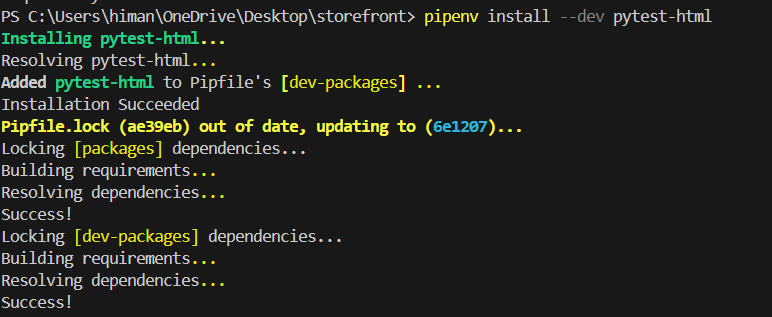 PS C:\Users\himan\OneDrive\Desktop\storefront> pipenv install --dev pytest-html
Installing pytest-html...
Resolving pytest-html...
Added pytest-html to Pipfile's [dev-packages] ...
Installation Succeeded
Pipfile.lock (ae39eb) out of date, updating to (6e1207)...
Locking [packages] dependencies...
Building requirements...
Resolving dependencies...
Success!
Locking [dev-packages] dependencies...
Building requirements...
Resolving dependencies...
Success!